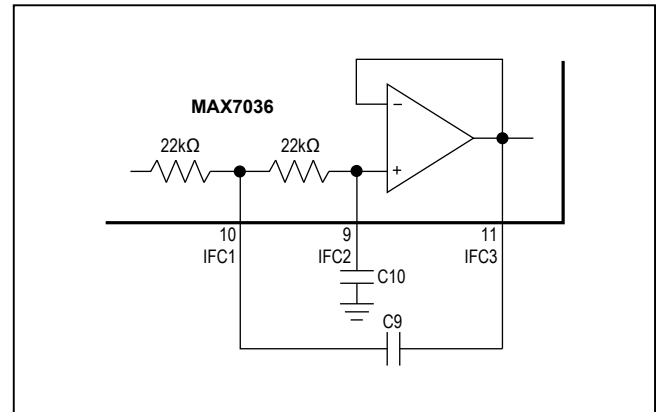 MAX7036
22kΩ 22kΩ
−
+
10 9 11
IFC1 IFC2 IFC3
C10
C9